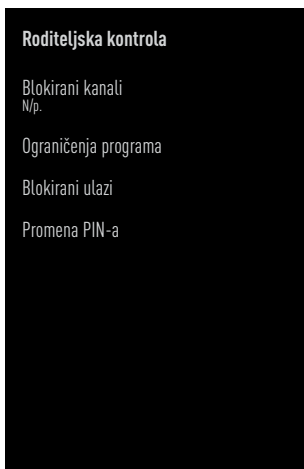 Roditeljska kontrola
Blokirani kanali
N/p.
Ograničenja programa
Blokirani ulazi
Promena PIN-a